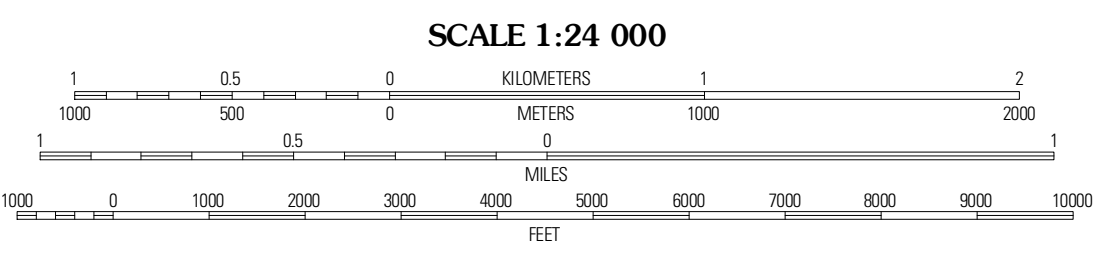 SCALE 1:24 000
1 0.5 0 KILOMETERS 1 2
1000 500 0 METERS 1000 2000
1 0.5 0 1
MILES
1000 0 1000 2000 3000 4000 5000 6000 7000 8000 9000 10000
FEET